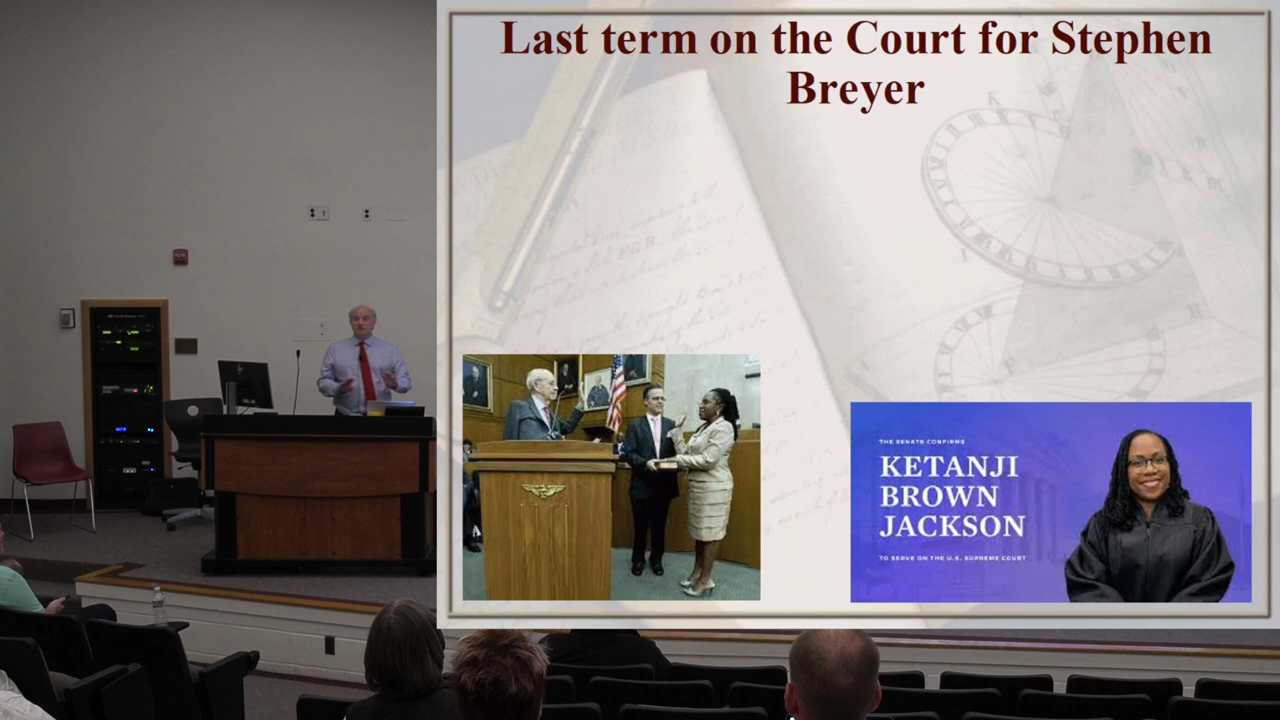 Last term on the Court for Stephen
Breyer
THE SENATE CONFIRMS
KETANJI
BROWN
JACKSON
TO SERVE ON THE U.S. SUPREME COURT